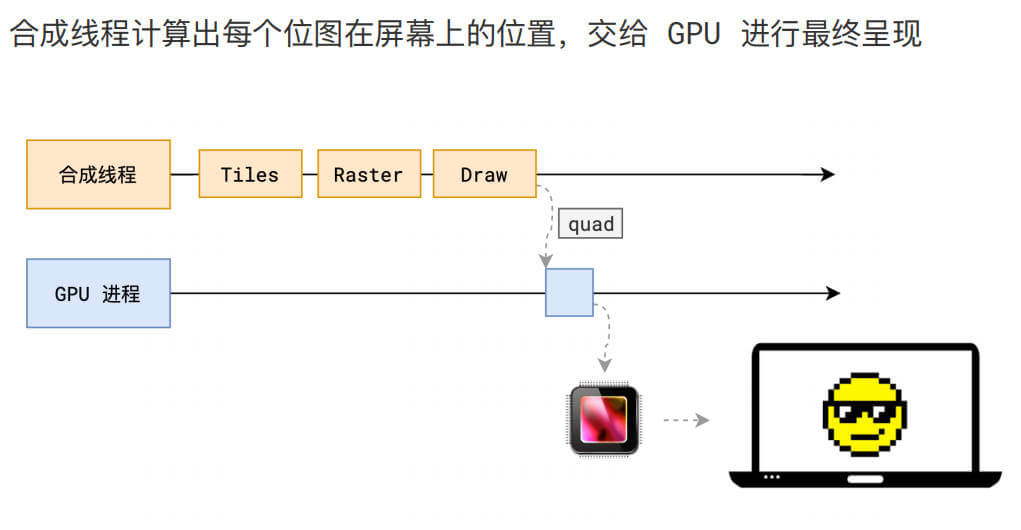 合成线程计算出每个位图在屏幕上的位置，交给 GPU 进行最终呈现
合成线程
Tiles
Raster
Draw
quad
GPU 进程